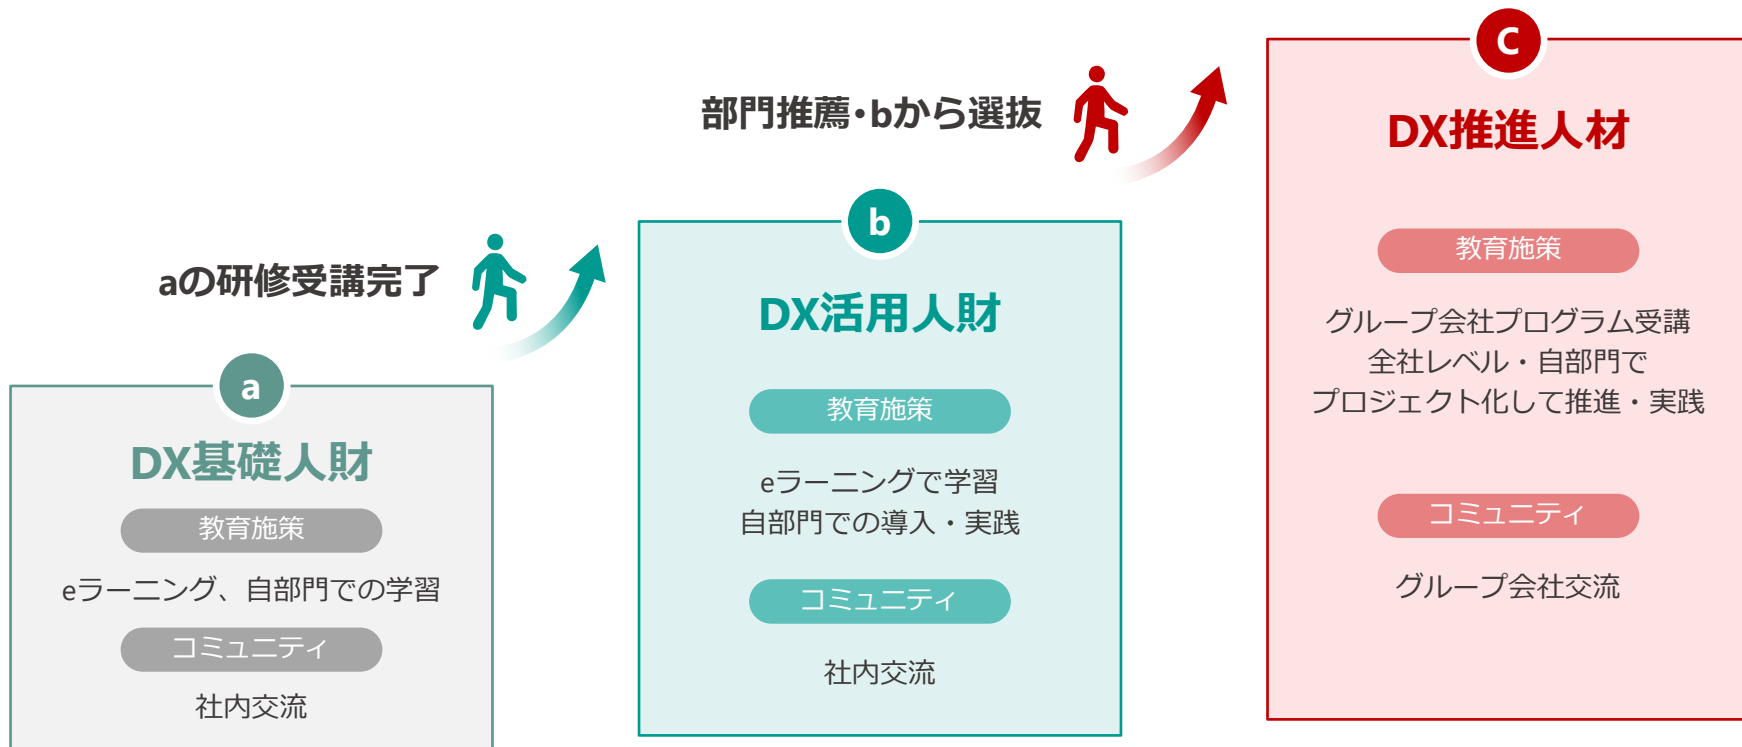 a
DX基礎人財
教育施策
eラーニング、自部門での学習
コミュニティ
社内交流
aの研修受講完了
b
DX活用人財
教育施策
eラーニングで学習
自部門での導入・実践
コミュニティ
社内交流
部門推薦・bから選抜
C
DX推進人材
教育施策
グループ会社プログラム受講
全社レベル・自部門で
プロジェクト化して推進・実践
コミュニティ
グループ会社交流